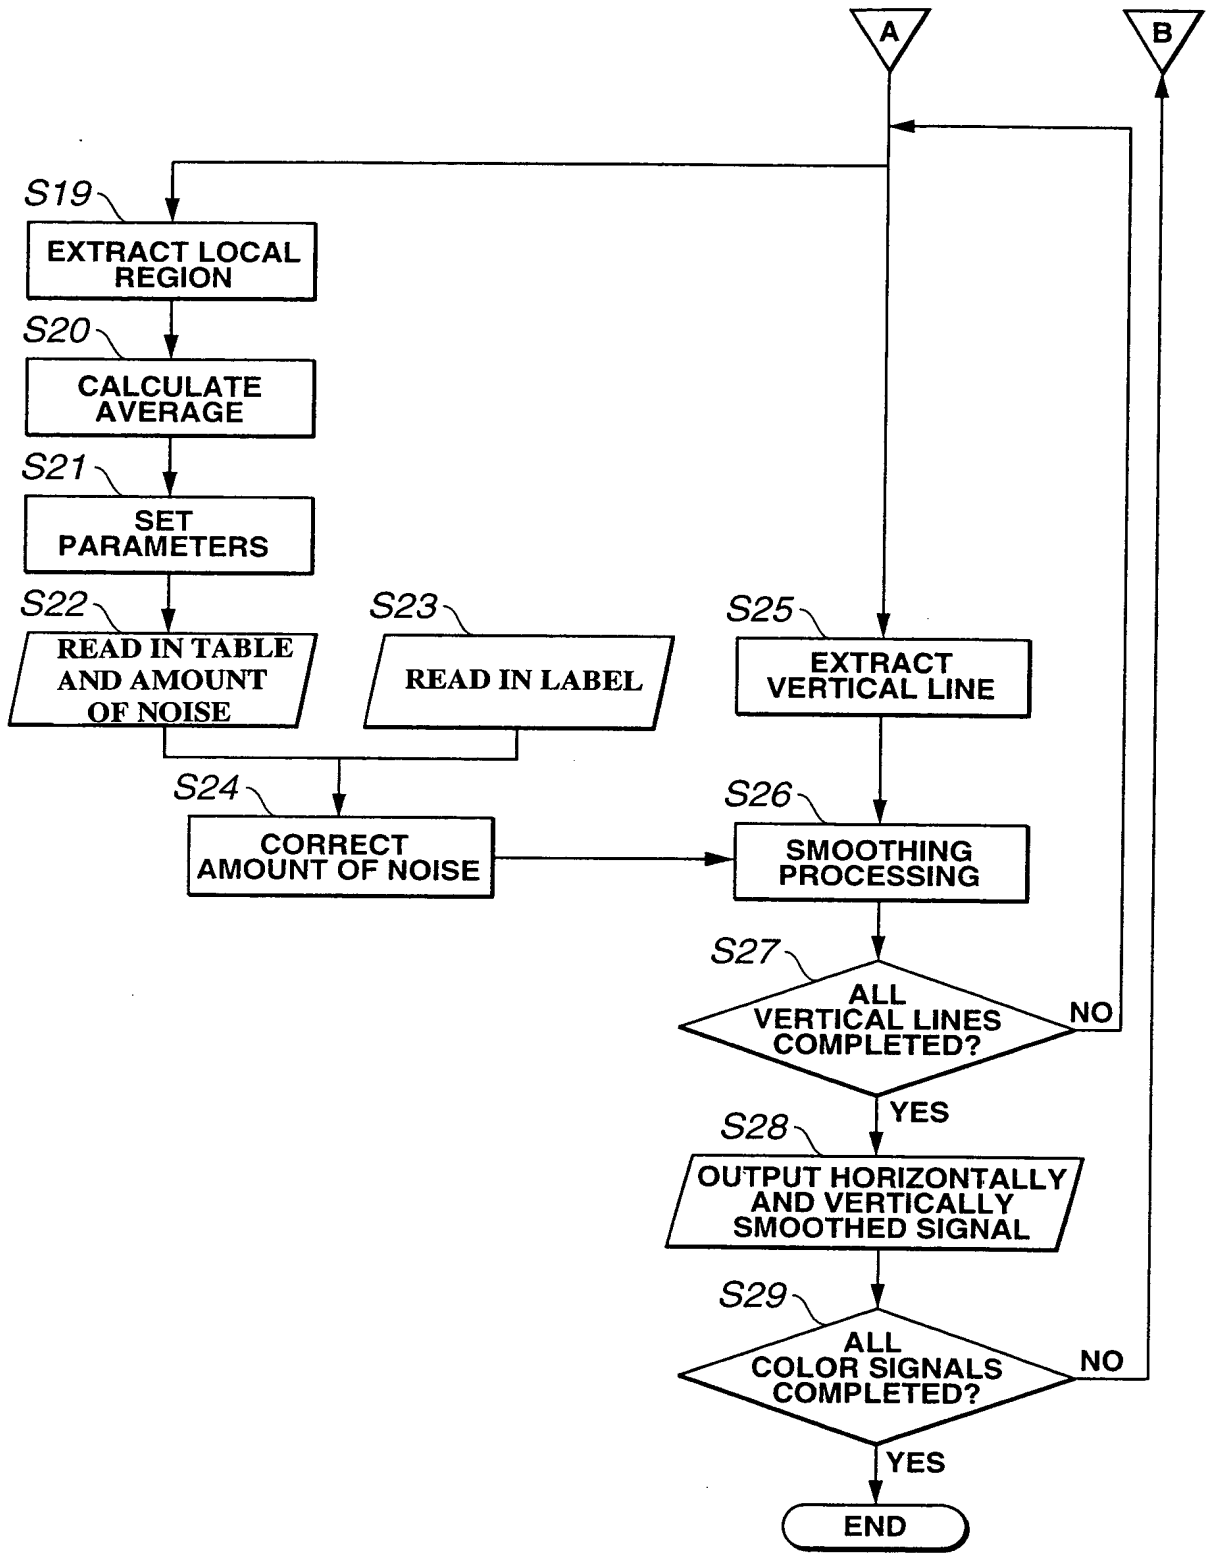 A
B
S19
EXTRACT LOCAL
REGION
S20
CALCULATE
AVERAGE
S21
SET
PARAMETERS
S22
READ IN TABLE
AND AMOUNT
OF NOISE
S23
READ IN LABEL
S24
CORRECT
AMOUNT OF NOISE
S25
EXTRACT
VERTICAL LINE
S26
SMOOTHING
PROCESSING
S27
ALL
VERTICAL LINES
COMPLETED?
NO
YES
S28
OUTPUT HORIZONTALLY
AND VERTICALLY
SMOOTHED SIGNAL
S29
ALL
COLOR SIGNALS
COMPLETED?
NO
YES
END